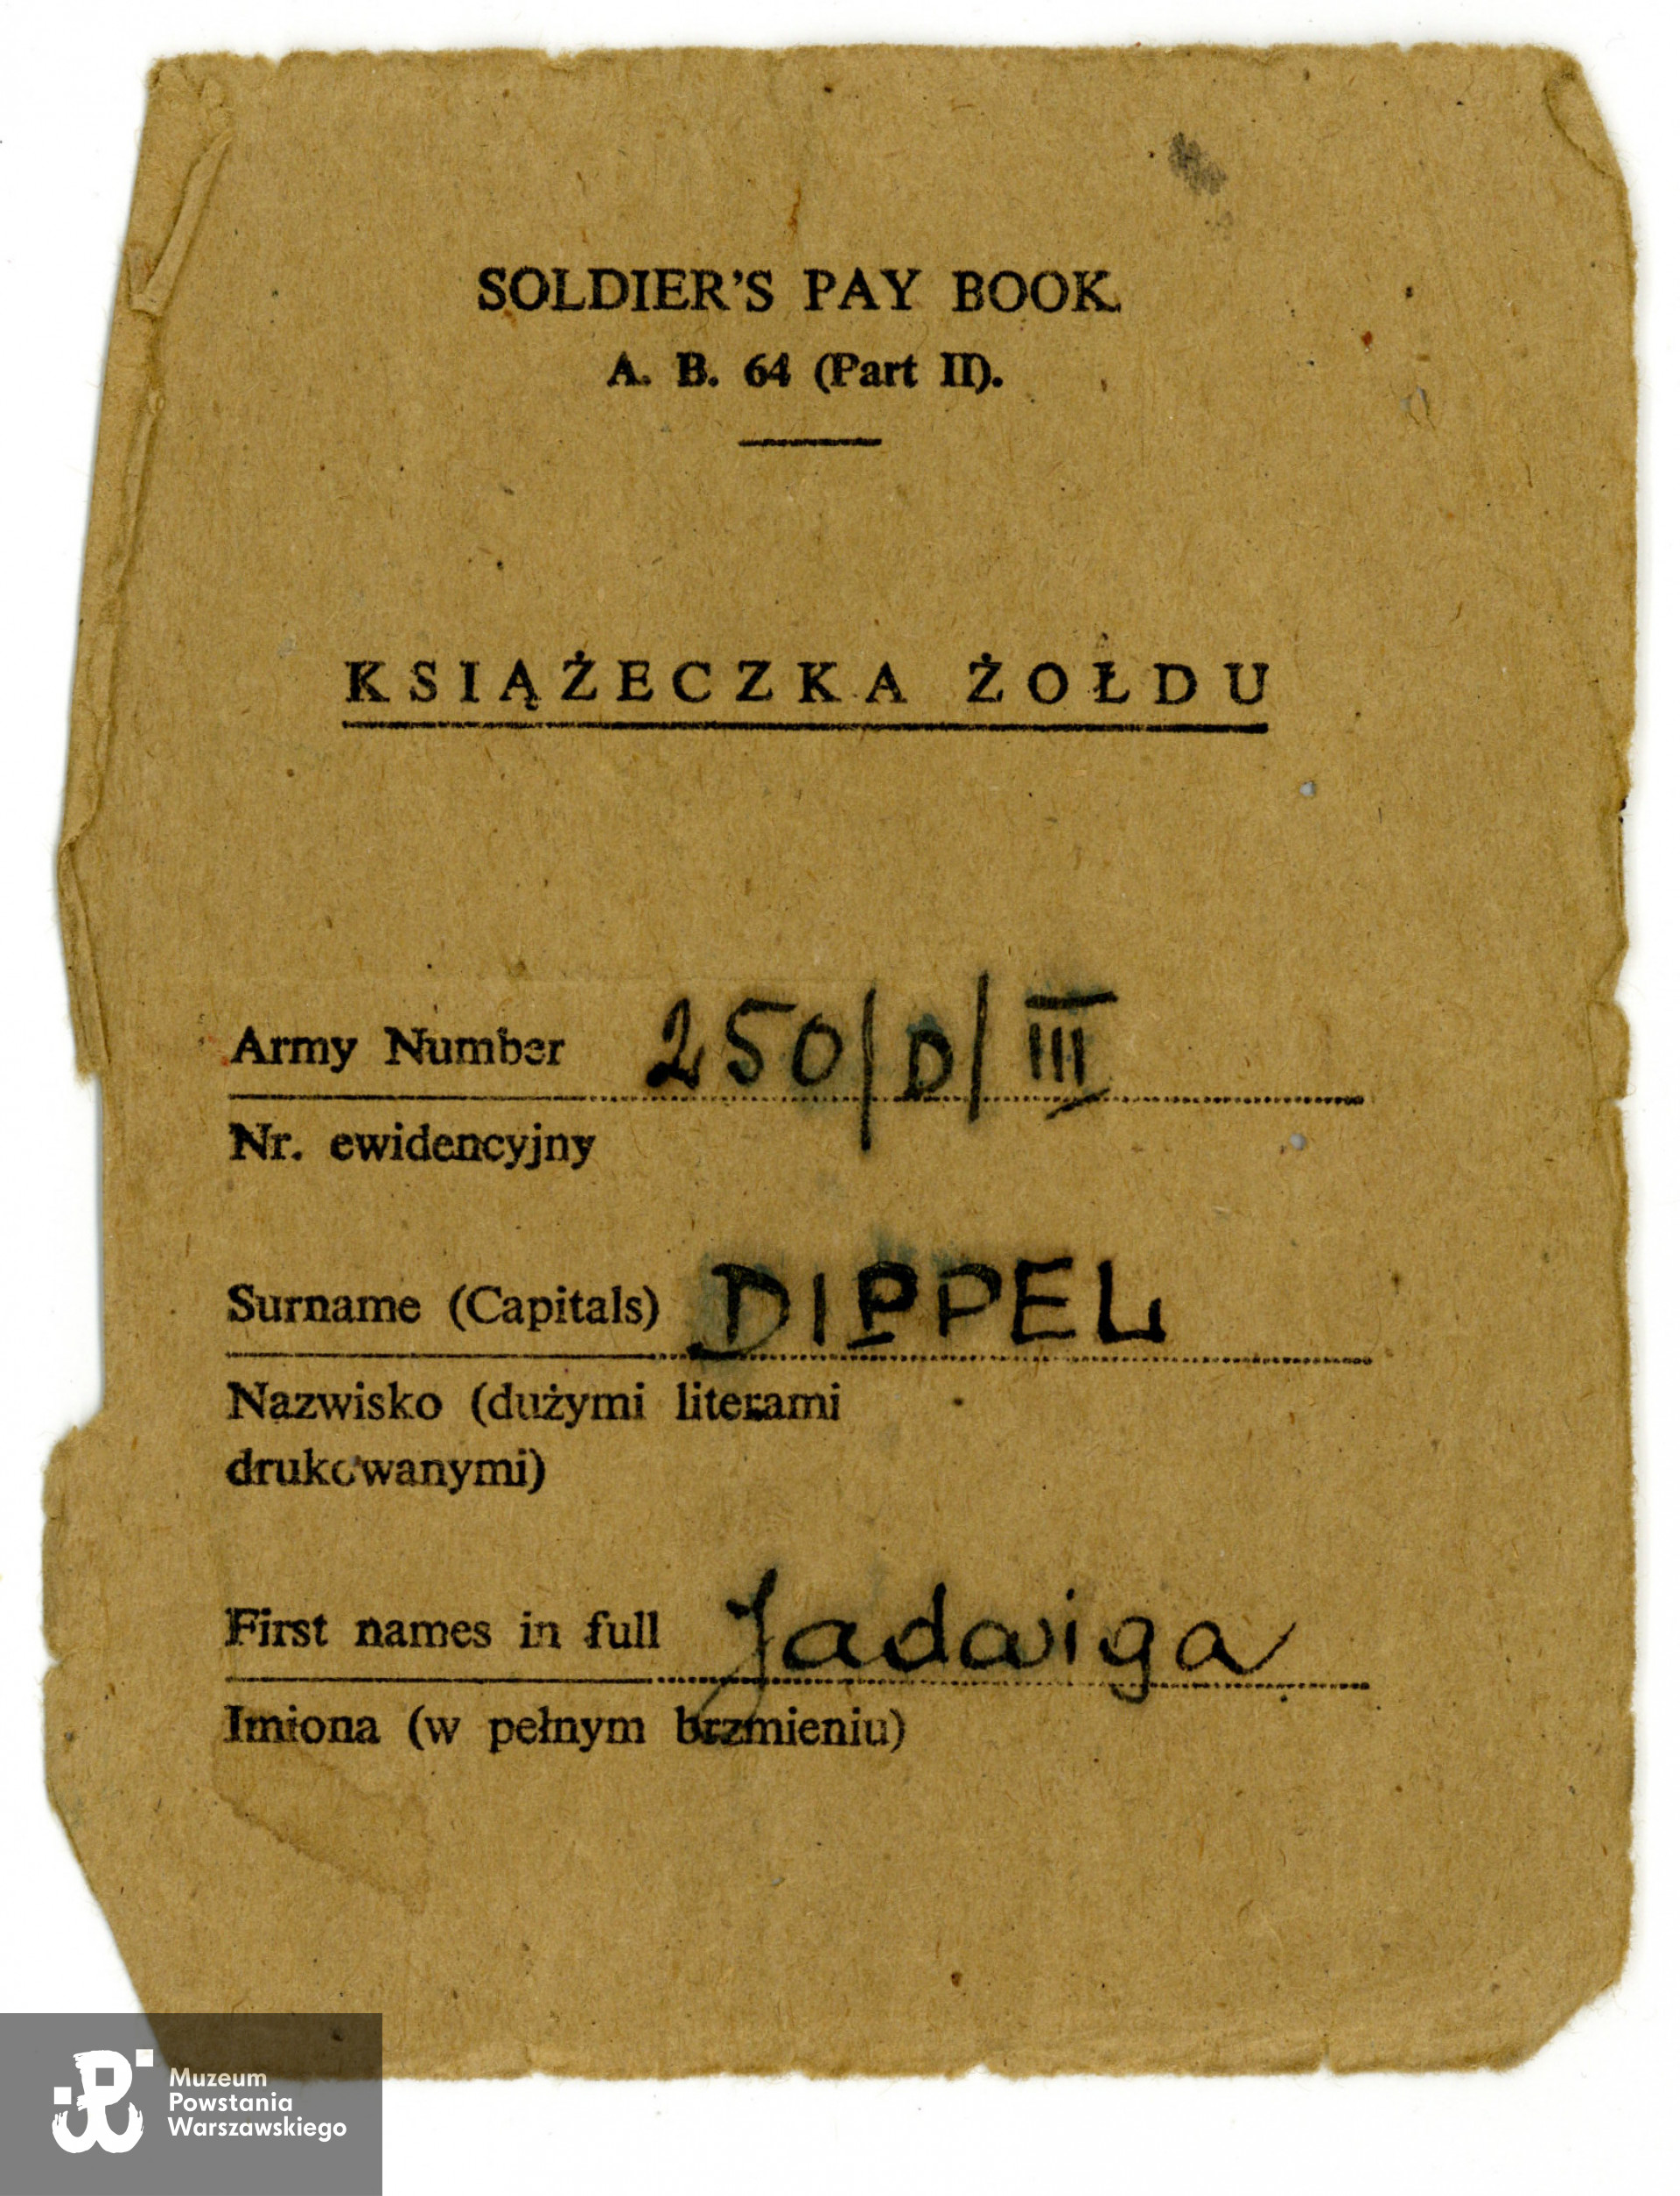 SOLDIER'S PAY BOOK
A. B. 64 (Part II).
KSIĄŻECZKA ŻOŁDU
Army Number 250/D/III
Nr. ewidencyjny
Surname (Capitals) DIPPEL
Nazwisko (dużymi literami
drukowanymi)
First names in full Jadwiga
Imiona (w pełnym brzmieniu)
Muzeum
Powstania
Warszawskiego